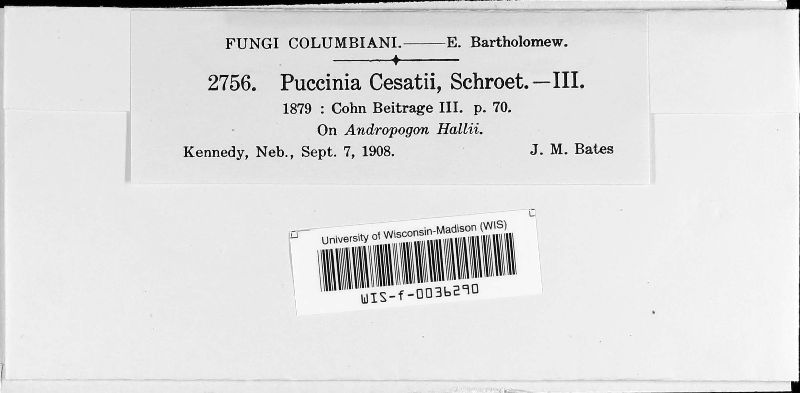 FUNGI COLUMBIANI.——E. Bartholomew.
2756. Puccinia Cesatii, Schroet.—III.
1879 : Cohn Beitrage III. p. 70.
On Andropogon Hallii.
Kennedy, Neb., Sept. 7, 1908. J. M. Bates
University of Wisconsin-Madison (WIS)
WIS-f-0036290